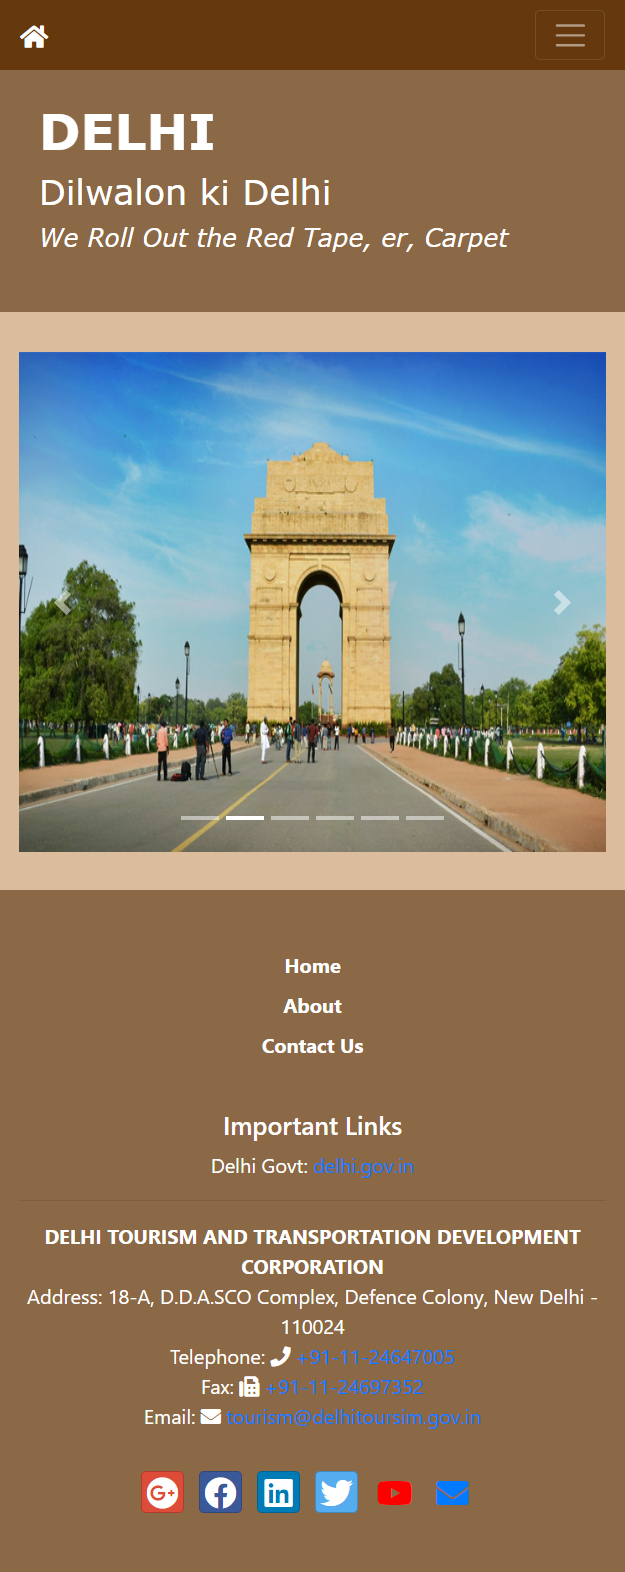 DELHI
Dilwalon ki Delhi
We Roll Out the Red Tape, er, Carpet
Home
About
Contact Us
Important Links
Delhi Govt: delhi.gov.in
DELHI TOURISM AND TRANSPORTATION DEVELOPMENT
CORPORATION
Address: 18-A, D.D.A.SCO Complex, Defence Colony, New Delhi -
110024
Telephone: +91-11-24647005
Fax: +91-11-24697352
Email: tourism@delhitoursim.gov.in